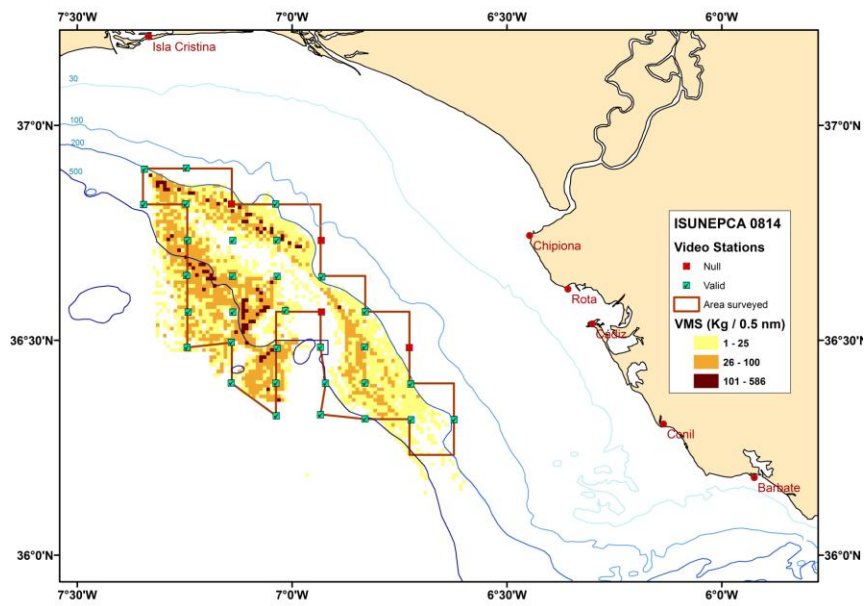 7°30'W 7°0'W 6°30'W 6°0'W
Isla Cristina
30
37°0'N 37°0'N
100
200
500
ISUNEPCA 0814
Video Stations
Null
Valid
Area surveyed
VMS (Kg / 0.5 nm)
1 - 25
26 - 100
101 - 586
Chipiona
Rota
Cádiz
36°30'N 36°30'N
Conil
Barbate
36°0'N 36°0'N
7°30'W 7°0'W 6°30'W 6°0'W